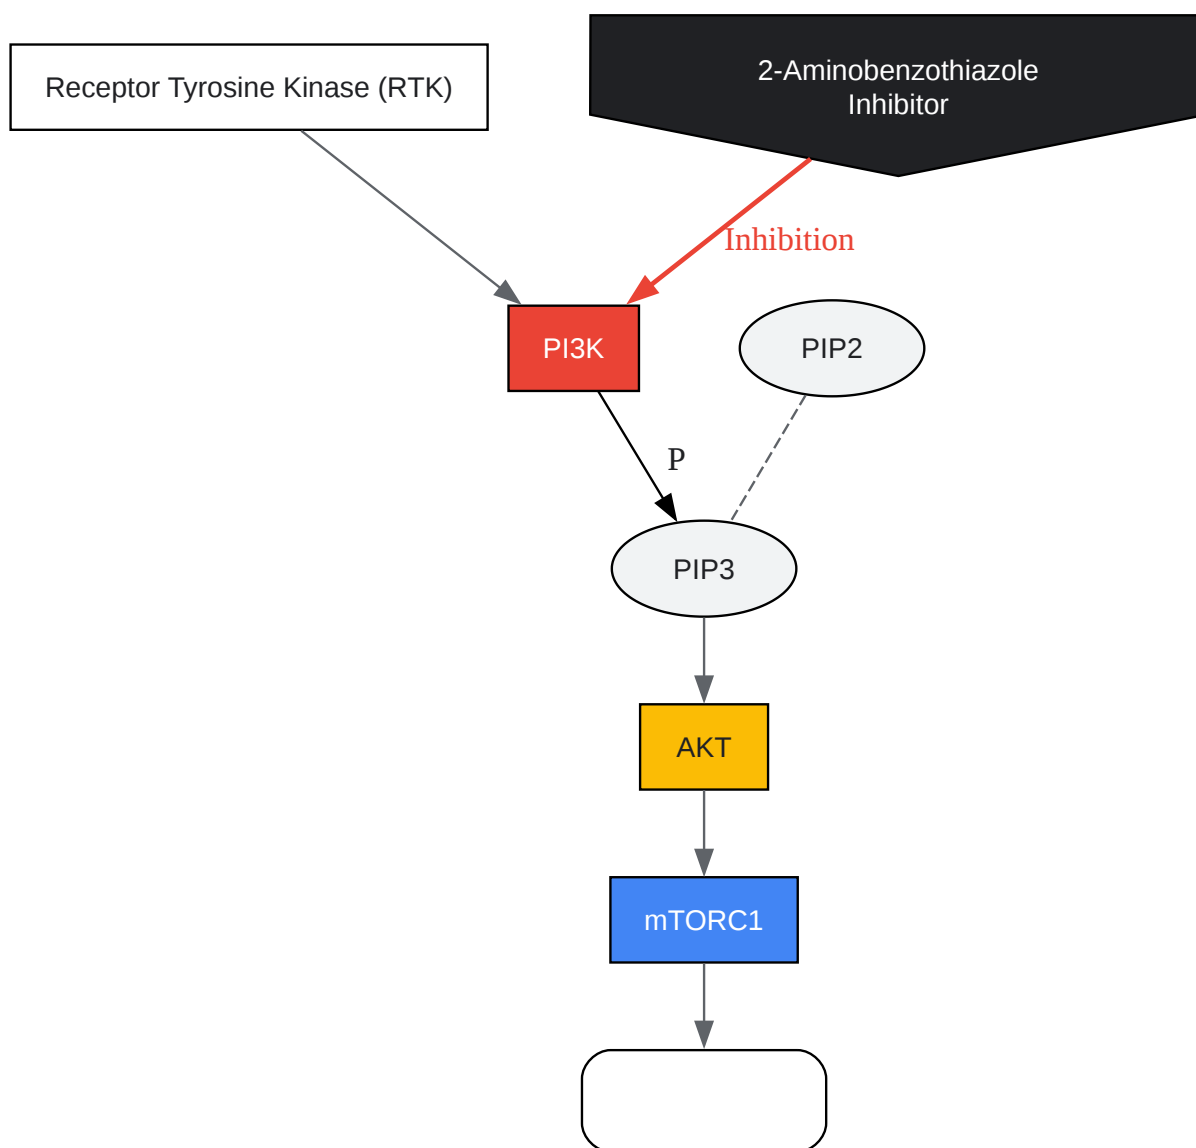 Receptor Tyrosine Kinase (RTK)
2-Aminobenzothiazole
Inhibitor
Inhibition
PI3K
PIP2
P
PIP3
AKT
mTORC1